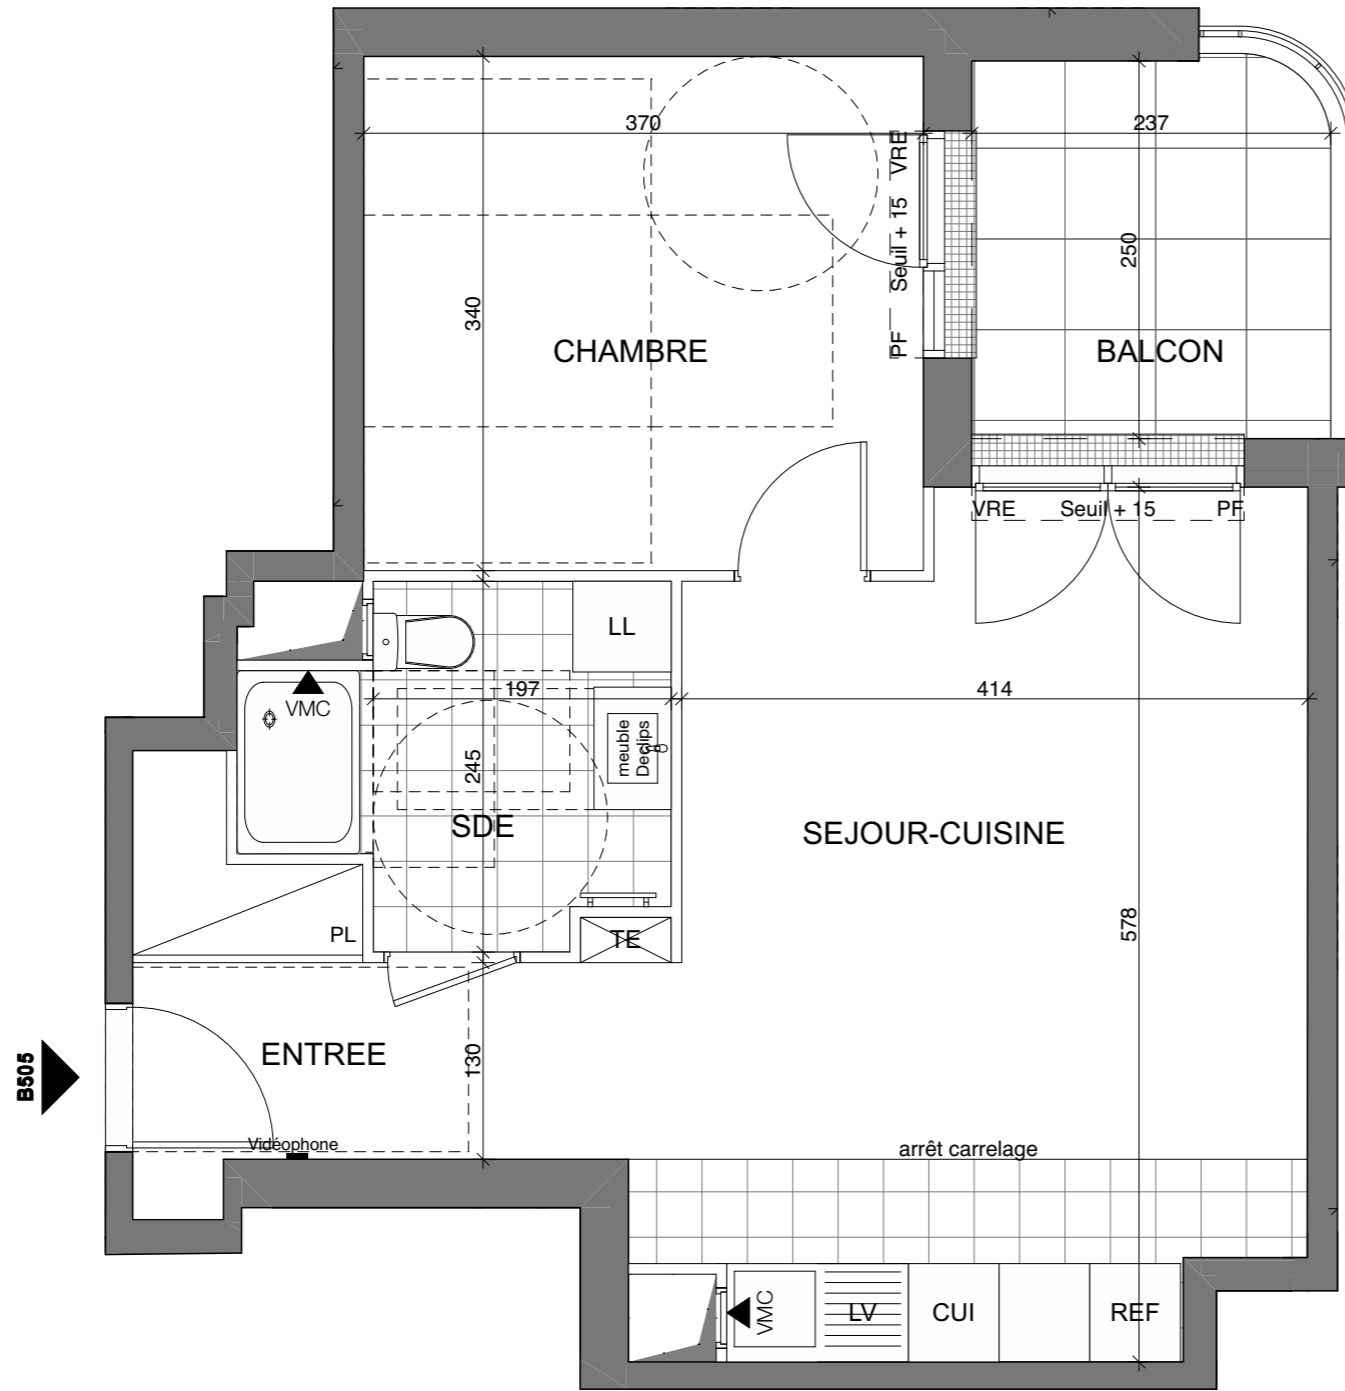 370
237
VRE
Seuil + 15
PF
250
340
CHAMBRE
BALCON
VRE Seuil + 15 PF
LL
197
414
VMC
meuble
Declips
245
SDE
SEJOUR-CUISINE
578
PL
TE
ENTREE
130
B505
Vidéophone
arrêt carrelage
VMC
LV
CUI
REF